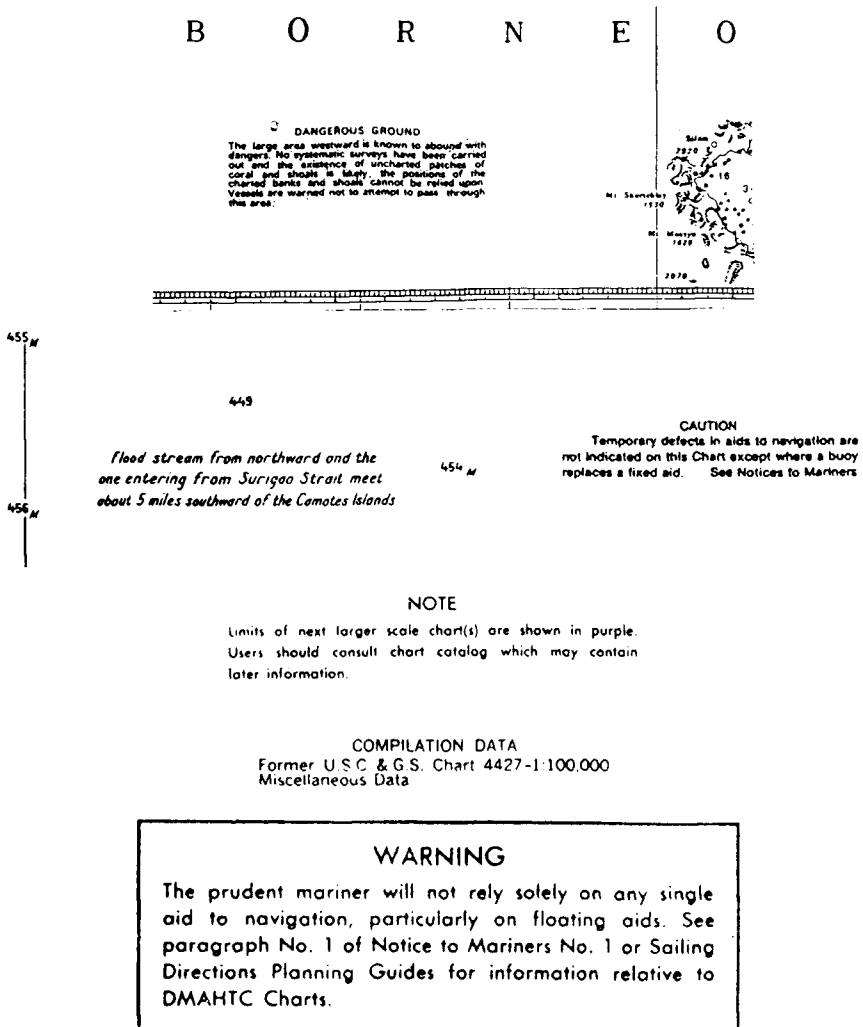 B O R N E O
DANGEROUS GROUND
The large area westward is known to abound with
dangers. No systematic surveys have been carried
out and the existence of uncharted patches of
coral and shoals is likely, the positions of the
charted banks and shoals cannot be relied upon
Vessels are warned not to attempt to pass through
this area.
Silam
2920
16
3
1530
1629
2070
455 M
449
Flood stream from northward and the
one entering from Surigao Strait meet
about 5 miles southward of the Camotes Islands
454 M
CAUTION
Temporary defects in aids to navigation are
not indicated on this Chart except where a buoy
replaces a fixed aid. See Notices to Mariners
456 M
NOTE
Limits of next larger scale chart(s) are shown in purple.
Users should consult chart catalog which may contain
later information.
COMPILATION DATA
Former U.S.C. & G.S. Chart 4427-1:100,000
Miscellaneous Data
WARNING
The prudent mariner will not rely solely on any single
aid to navigation, particularly on floating aids. See
paragraph No. 1 of Notice to Mariners No. 1 or Sailing
Directions Planning Guides for information relative to
DMAHTC Charts.